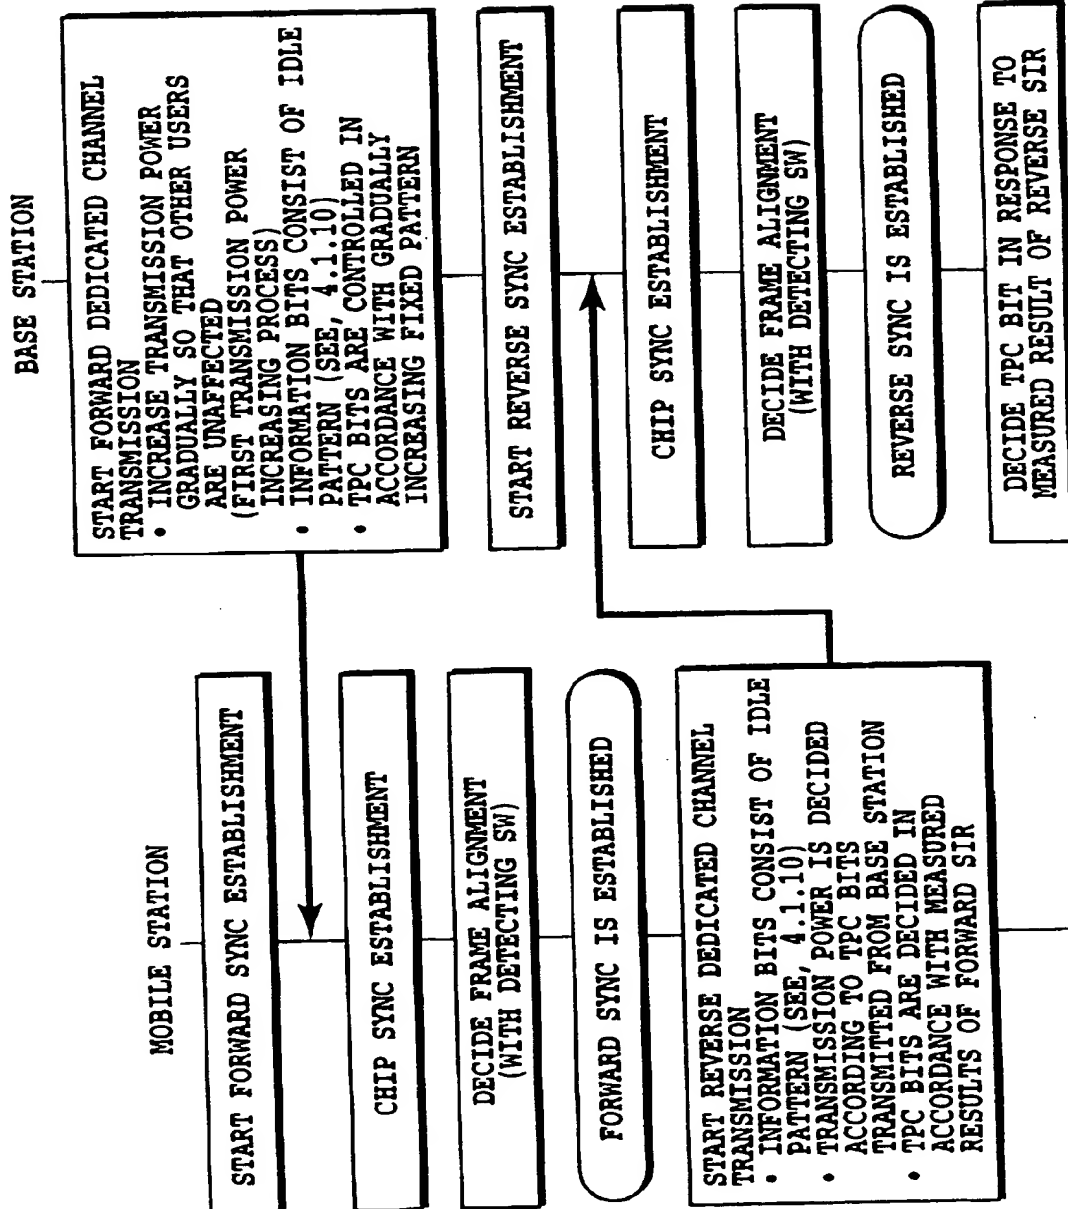 MOBILE STATION
START FORWARD SYNC ESTABLISHMENT
CHIP SYNC ESTABLISHMENT
DECIDE FRAME ALIGNMENT
(WITH DETECTING SW)
FORWARD SYNC IS ESTABLISHED
START REVERSE DEDICATED CHANNEL
TRANSMISSION
• INFORMATION BITS CONSIST OF IDLE
PATTERN (SEE, 4.1.10)
• TRANSMISSION POWER IS DECIDED
ACCORDING TO TPC BITS
TRANSMITTED FROM BASE STATION
• TPC BITS ARE DECIDED IN
ACCORDANCE WITH MEASURED
RESULTS OF FORWARD SIR
BASE STATION
START FORWARD DEDICATED CHANNEL
TRANSMISSION
• INCREASE TRANSMISSION POWER
GRADUALLY SO THAT OTHER USERS
ARE UNAFFECTED
(FIRST TRANSMISSION POWER
INCREASING PROCESS)
• INFORMATION BITS CONSIST OF IDLE
PATTERN (SEE, 4.1.10)
• TPC BITS ARE CONTROLLED IN
ACCORDANCE WITH GRADUALLY
INCREASING FIXED PATTERN
START REVERSE SYNC ESTABLISHMENT
CHIP SYNC ESTABLISHMENT
DECIDE FRAME ALIGNMENT
(WITH DETECTING SW)
REVERSE SYNC IS ESTABLISHED
DECIDE TPC BIT IN RESPONSE TO
MEASURED RESULT OF REVERSE SIR